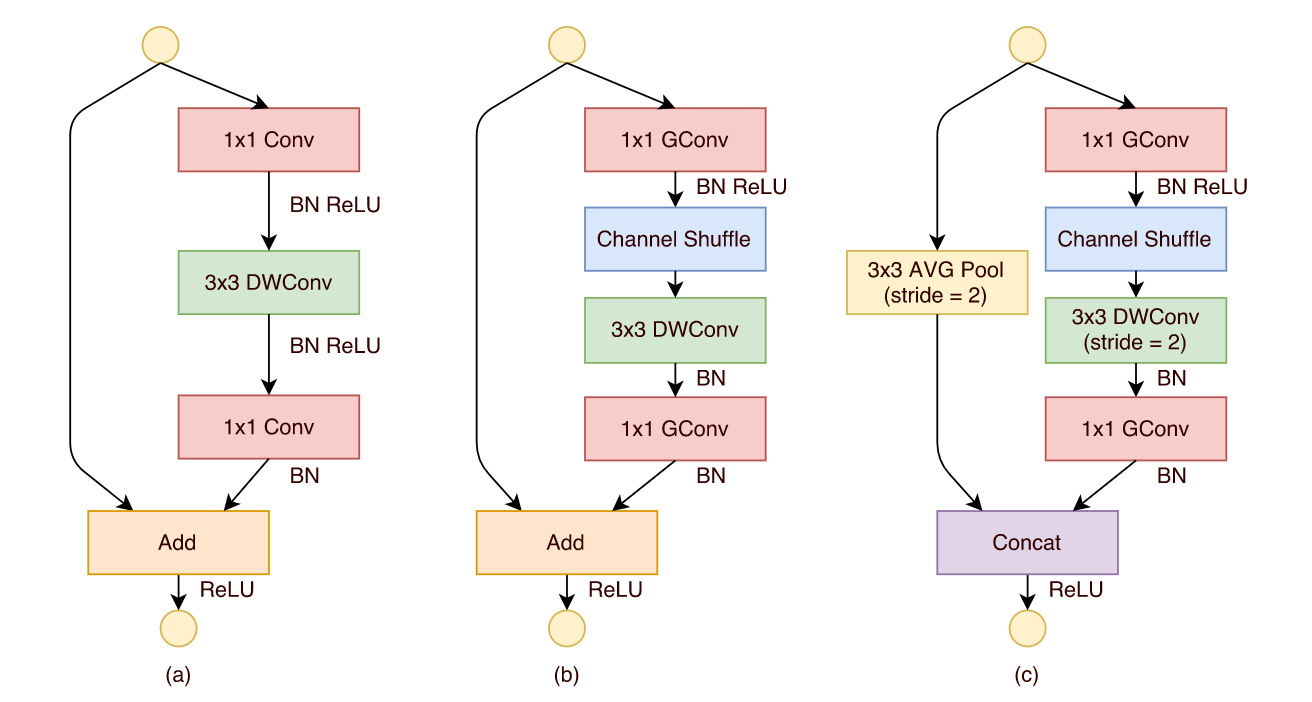 1x1 Conv
BN ReLU
3x3 DWConv
BN ReLU
1x1 Conv
BN
Add
ReLU
(a)
1x1 GConv
BN ReLU
Channel Shuffle
3x3 DWConv
BN
1x1 GConv
BN
Add
ReLU
(b)
1x1 GConv
BN ReLU
Channel Shuffle
3x3 AVG Pool
(stride = 2)
3x3 DWConv
(stride = 2)
BN
1x1 GConv
BN
Concat
ReLU
(c)